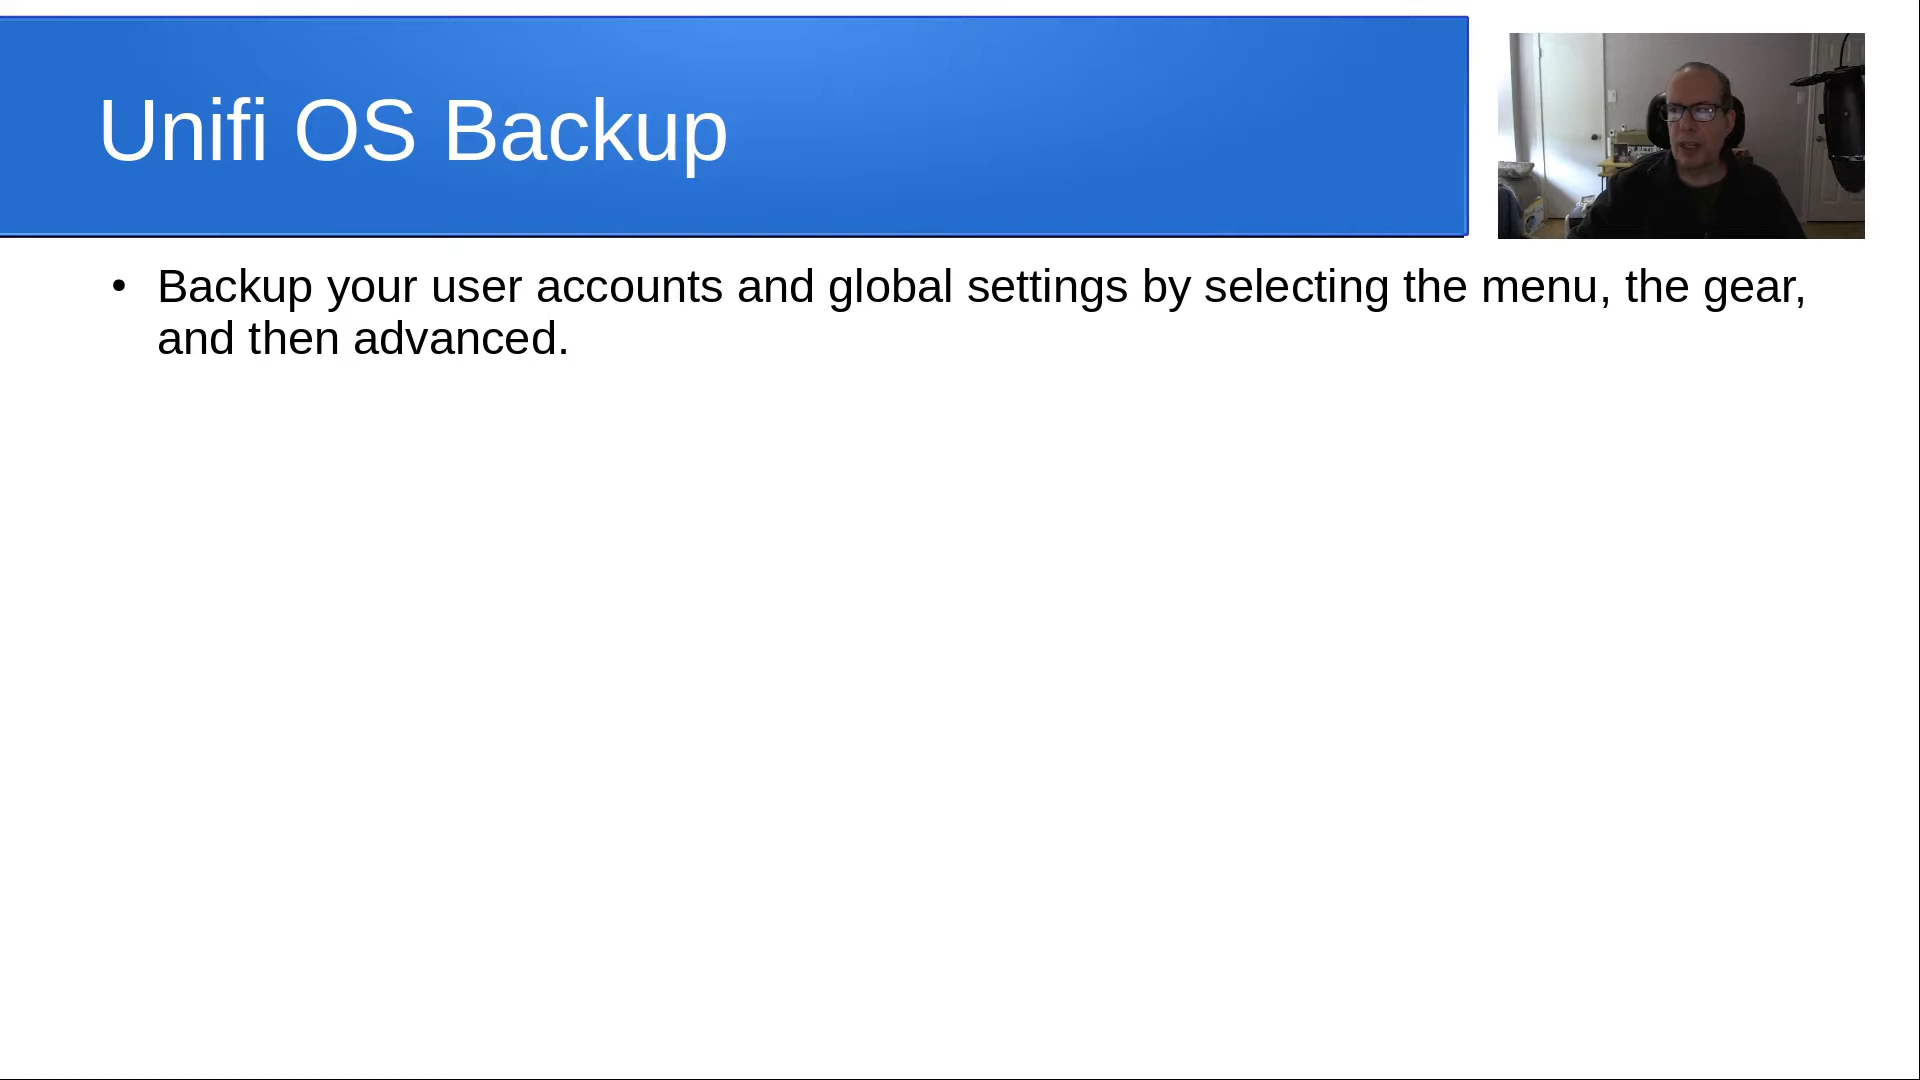 Unifi OS Backup
• Backup your user accounts and global settings by selecting the menu, the gear,
and then advanced.